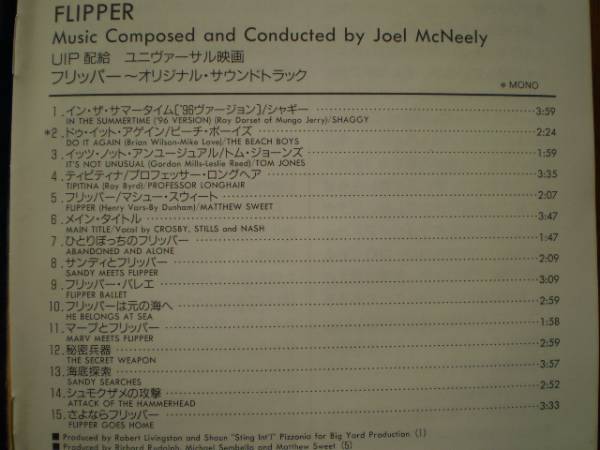 FLIPPER
Music Composed and Conducted by Joel McNeely
UIP 配給 ユニヴァーサル映画
フリッパー ～オリジナル・サウンドトラック
* MONO
1. イン・ザ・サマータイム['96ヴァージョン]/シャギー 3:59
IN THE SUMMERTIME ('96 VERSION) (Roy Dorset of Mungo Jerry)/SHAGGY
*2. ドゥ・イット・アゲイン/ビーチ・ボーイズ 2:24
DO IT AGAIN (Brian Wilson-Mike Love)/THE BEACH BOYS
3. イッツ・ノット・アンユージュアル/トム・ジョーンズ 1:59
IT'S NOT UNUSUAL (Gordon Mills-Leslie Reed)/TOM JONES
4. ティピティナ/プロフェッサー・ロングヘア 3:35
TIPITINA (Roy Byrd)/PROFESSOR LONGHAIR
5. フリッパー/マシュー・スウィート 2:07
FLIPPER (Henry Vars-By Dunham)/MATTHEW SWEET
6. メイン・タイトル 3:47
MAIN TITLE/Vocal by CROSBY, STILLS and NASH
7. ひとりぼっちのフリッパー 1:47
ABANDONED AND ALONE
8. サンディとフリッパー 2:09
SANDY MEETS FLIPPER
9. フリッパー・バレエ 3:09
FLIPPER BALLET
10. フリッパーは元の海へ 2:59
HE BELONGS AT SEA
11. マーブとフリッパー 1:58
MARV MEETS FLIPPER
12. 秘密兵器 2:59
THE SECRET WEAPON
13. 海底探索 3:57
SANDY SEARCHES
14. シュモクザメの攻撃 2:52
ATTACK OF THE HAMMERHEAD
15. さよならフリッパー 3:33
FLIPPER GOES HOME
■ Produced by Robert Livingston and Shaun "Sting Int'l" Pizzonia for Big Yard Production (1)
■ Produced by Richard Rudolph, Michael Sembello and Matthew Sweet (5)